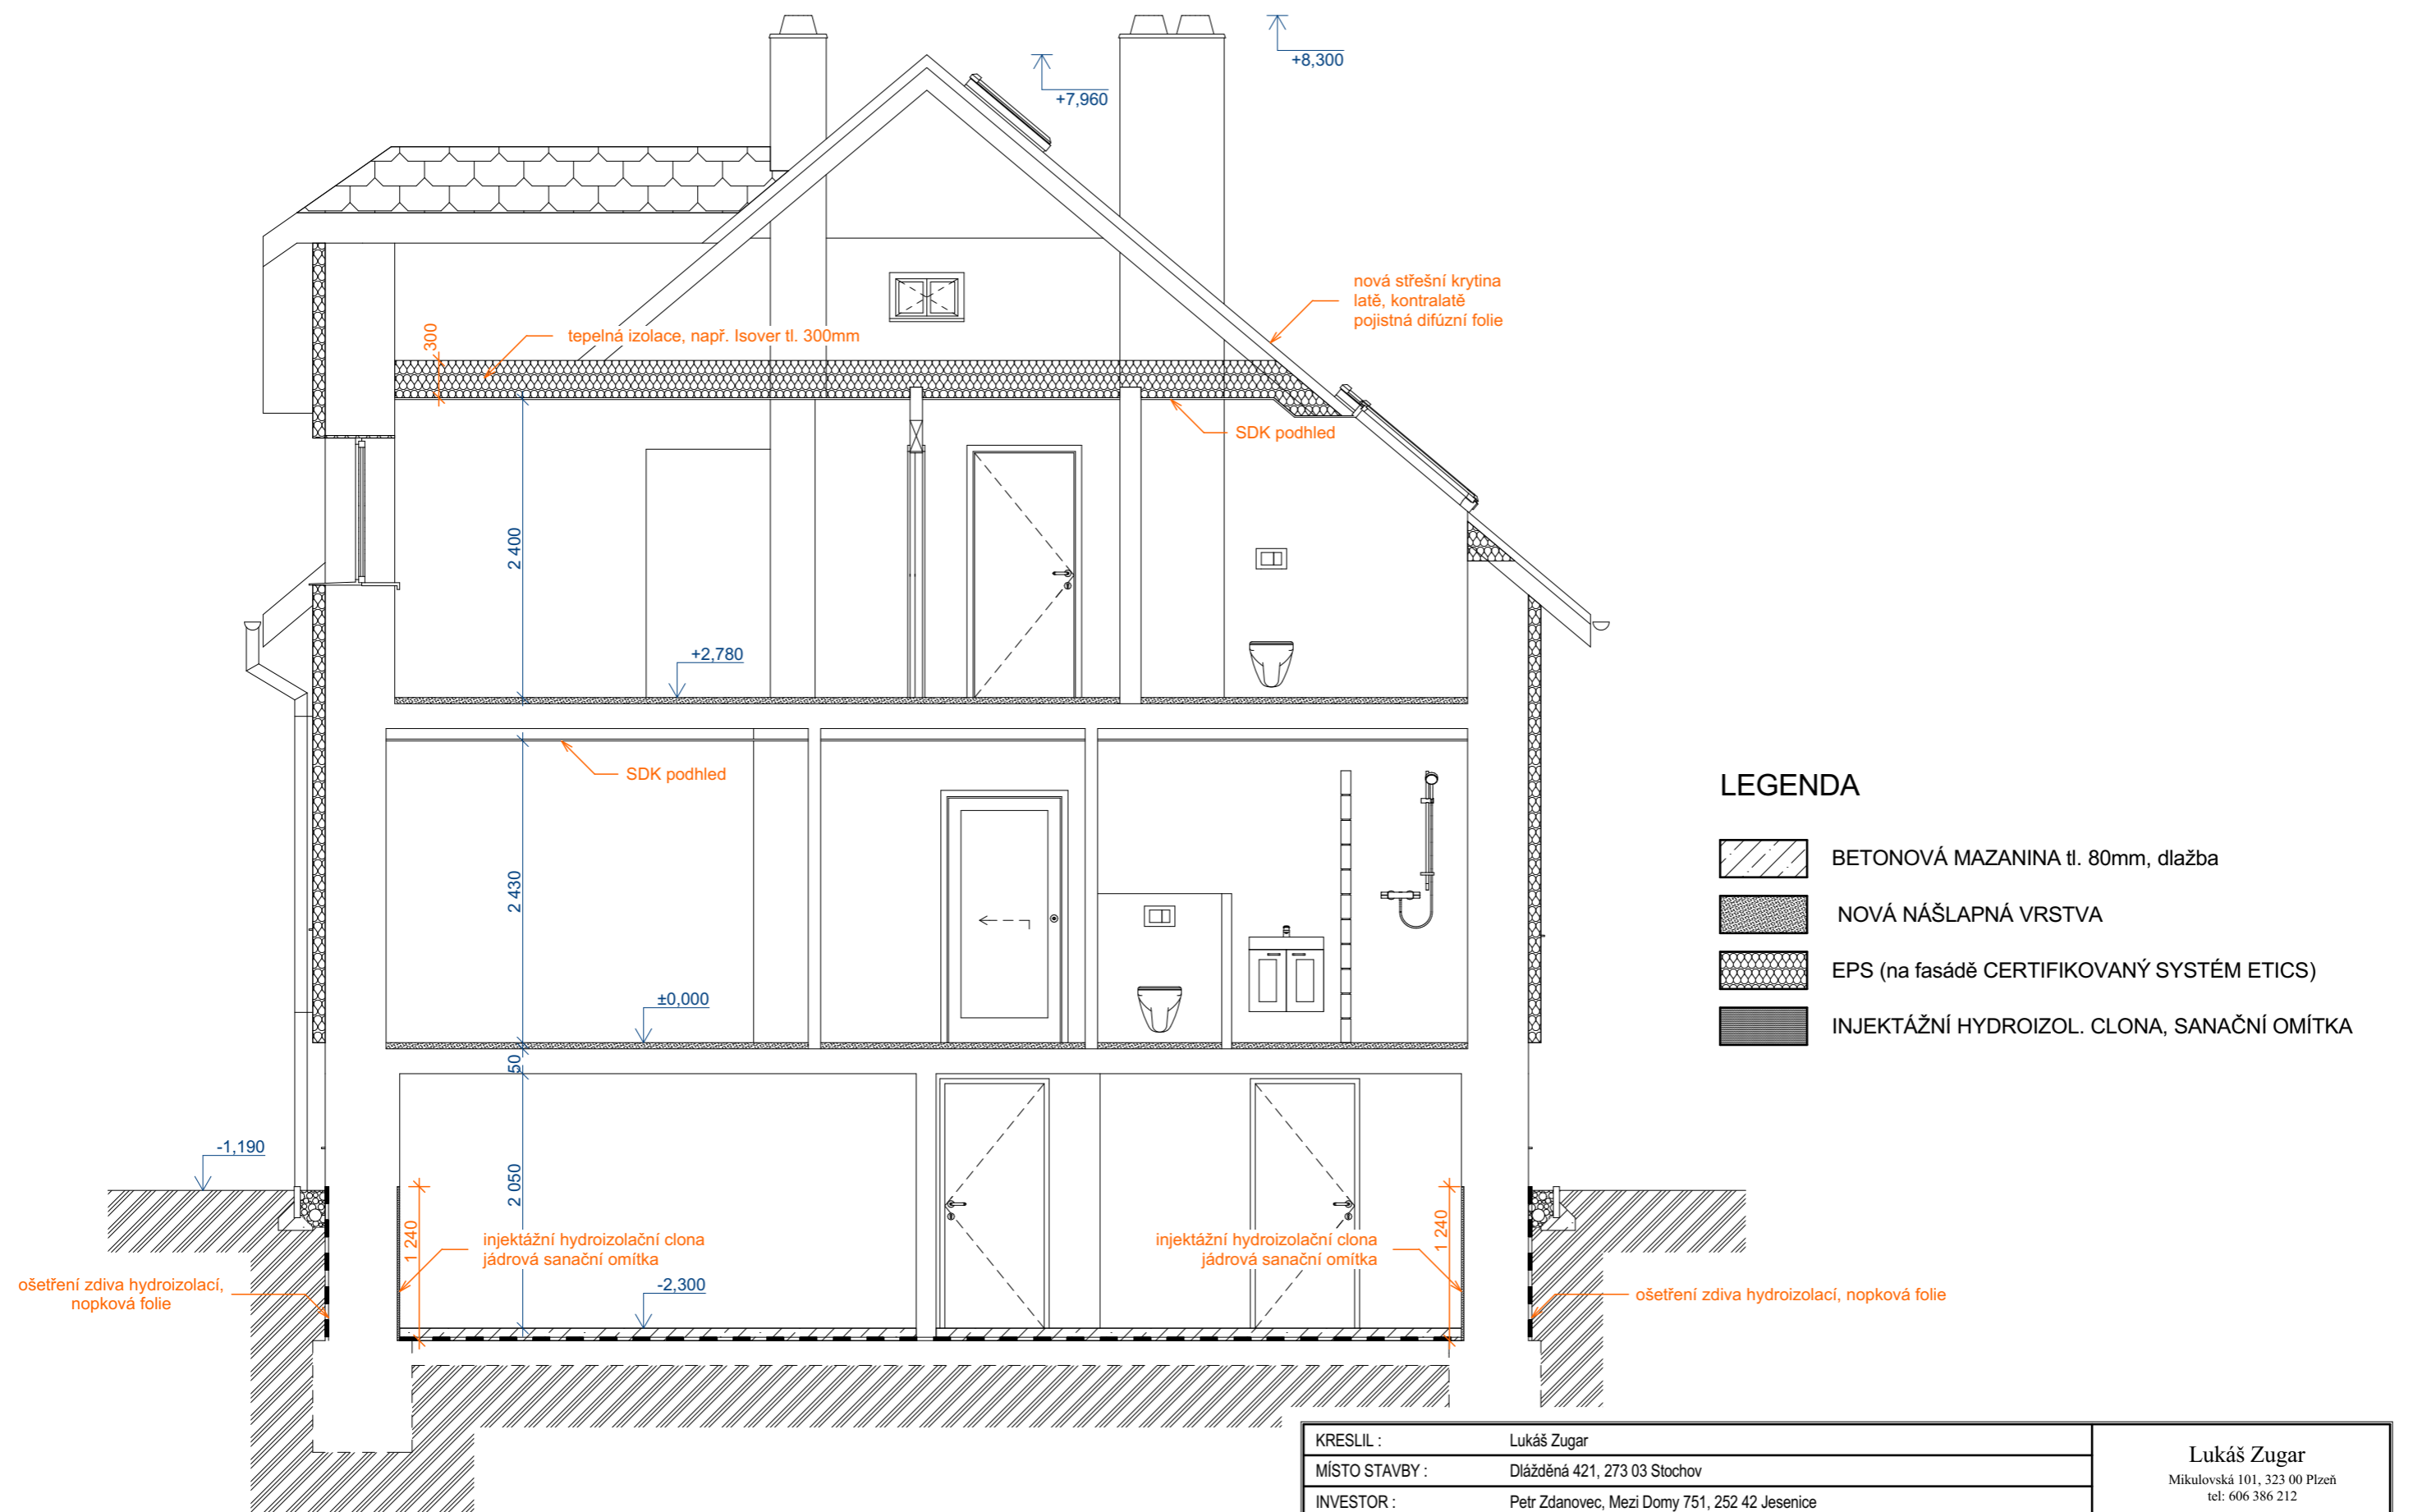 +8,300
+7,960
nová střešní krytina
latě, kontralatě
pojistná difúzní folie
300
tepelná izolace, např. Isover tl. 300mm
SDK podhled
2 400
+2,780
SDK podhled
LEGENDA
BETONOVÁ MAZANINA tl. 80mm, dlažba
NOVÁ NÁŠLAPNÁ VRSTVA
EPS (na fasádě CERTIFIKOVANÝ SYSTÉM ETICS)
INJEKTÁŽNÍ HYDROIZOL. CLONA, SANAČNÍ OMÍTKA
2 430
±0,000
50
-1,190
2 050
1 240
injektážní hydroizolační clona
jádrová sanační omítka
injektážní hydroizolační clona
jádrová sanační omítka
1 240
-2,300
ošetření zdiva hydroizolací,
nopková folie
ošetření zdiva hydroizolací, nopková folie
KRESLIL : Lukáš Zugar
MÍSTO STAVBY : Dlážděná 421, 273 03 Stochov
INVESTOR : Petr Zdanovec, Mezi Domy 751, 252 42 Jesenice
Lukáš Zugar
Mikulovská 101, 323 00 Plzeň
tel: 606 386 212